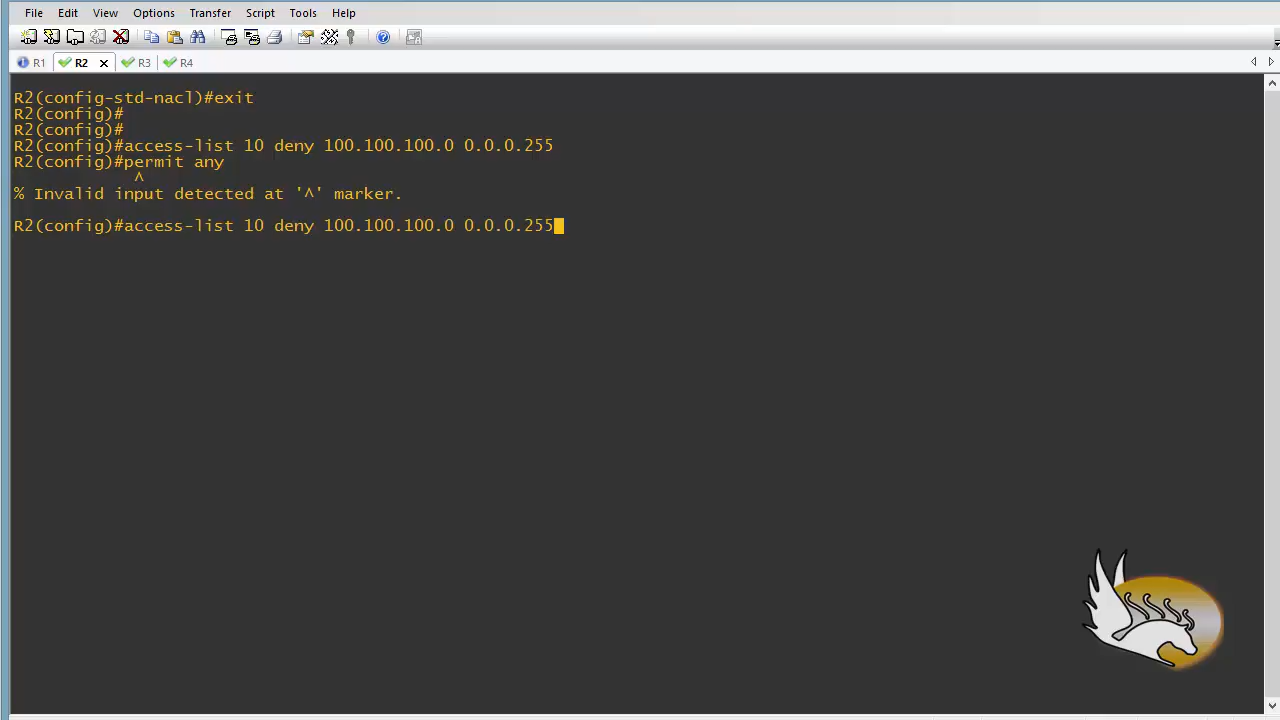 File Edit View Options Transfer Script Tools Help
R1 R2 R3 R4
R2(config-std-nacl)#exit
R2(config)#
R2(config)#
R2(config)#access-list 10 deny 100.100.100.0 0.0.0.255
R2(config)#permit any
^
% Invalid input detected at '^' marker.
R2(config)#access-list 10 deny 100.100.100.0 0.0.0.255